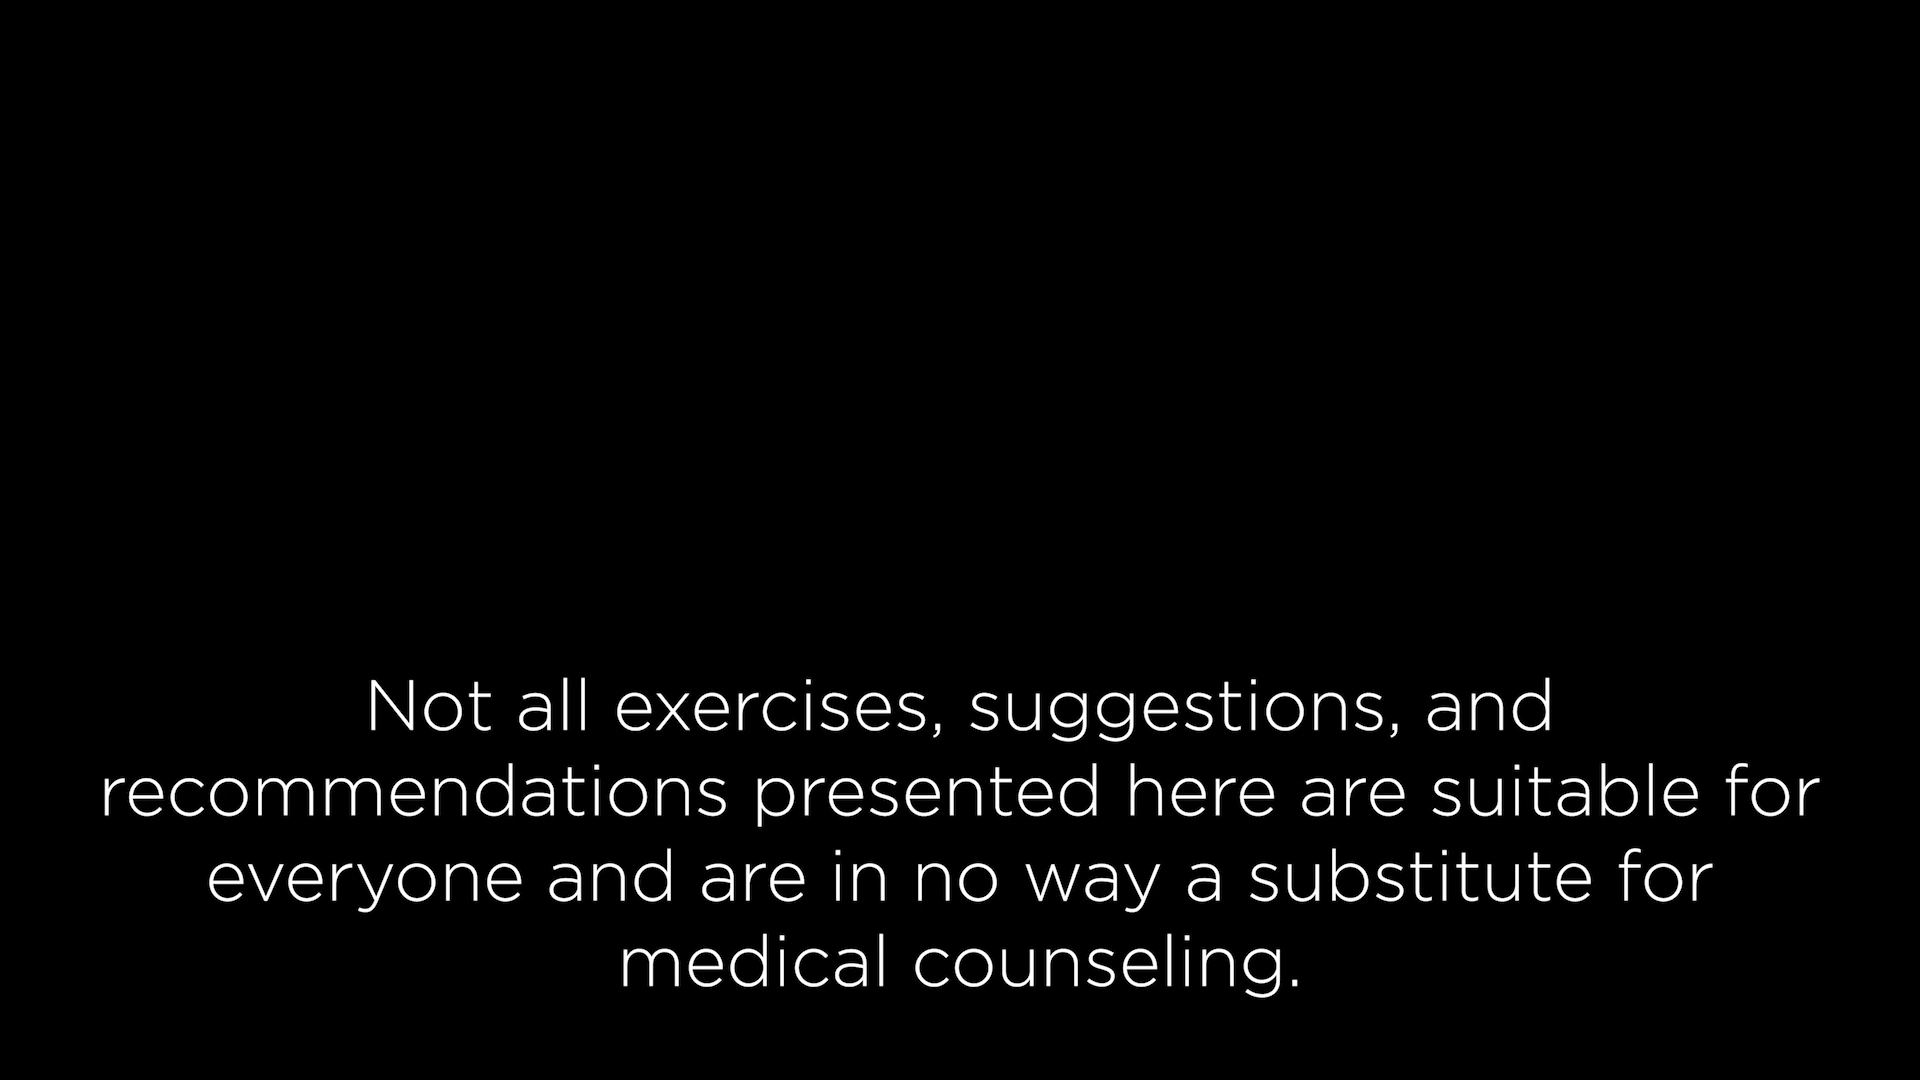 Not all exercises, suggestions, and
recommendations presented here are suitable for
everyone and are in no way a substitute for
medical counseling.